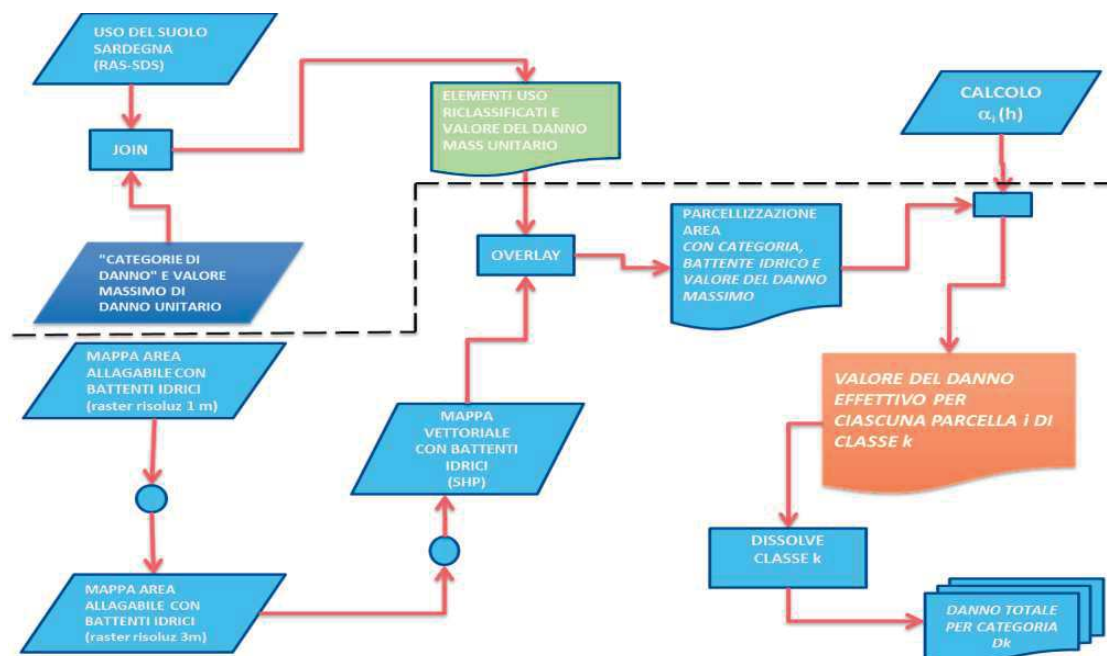 USO DEL SUOLO
SARDEGNA
(RAS-SDS)
JOIN
"CATEGORIE DI
DANNO" E VALORE
MASSIMO DI
DANNO UNITARIO
ELEMENTI USO
RICLASSIFICATI E
VALORE DEL DANNO
MASS UNITARIO
CALCOLO
αi (h)
OVERLAY
PARCELLIZZAZIONE
AREA
CON CATEGORIA,
BATTENTE IDRICO E
VALORE DEL DANNO
MASSIMO
MAPPA AREA
ALLAGABILE CON
BATTENTI IDRICI
(raster risoluz 1 m)
MAPPA
VETTORIALE
CON BATTENTI
IDRICI
(SHP)
VALORE DEL DANNO
EFFETTIVO PER
CIASCUNA PARCELLA i DI
CLASSE k
MAPPA AREA
ALLAGABILE CON
BATTENTI IDRICI
(raster risoluz 3m)
DISSOLVE
CLASSE k
DANNO TOTALE
PER CATEGORIA
Dk